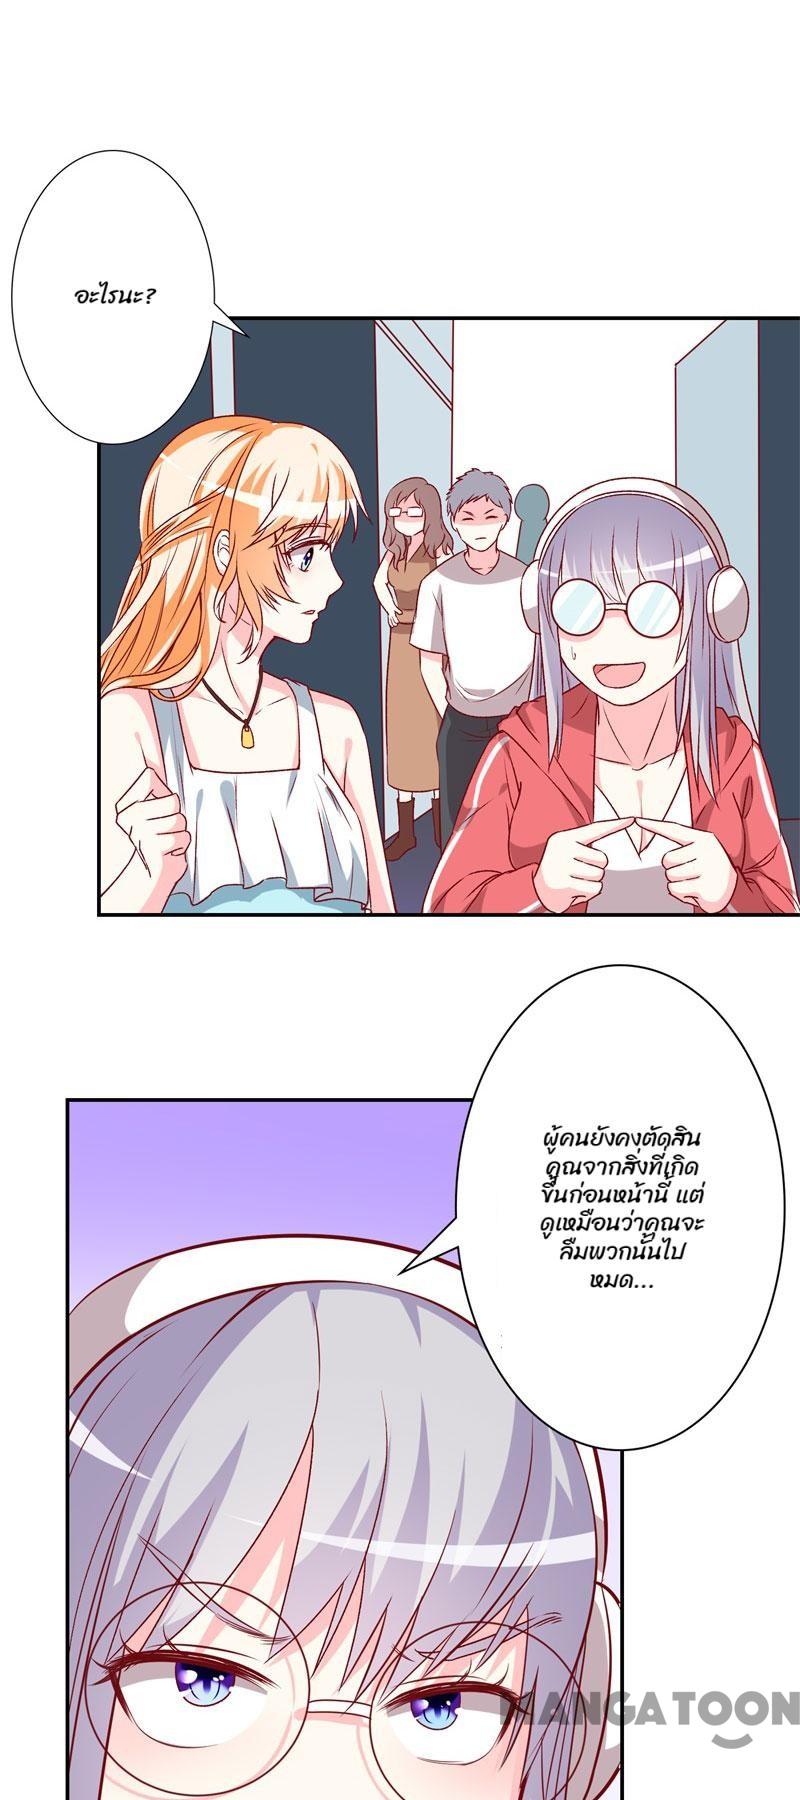 อะไรนะ?
ผู้คนยังคงตัดสิน
คุณจากสิ่งที่เกิด
ขึ้นก่อนหน้านี้ แต่
ดูเหมือนว่าคุณจะ
ลืมพวกนั้นไป
หมด...
MANGATOON